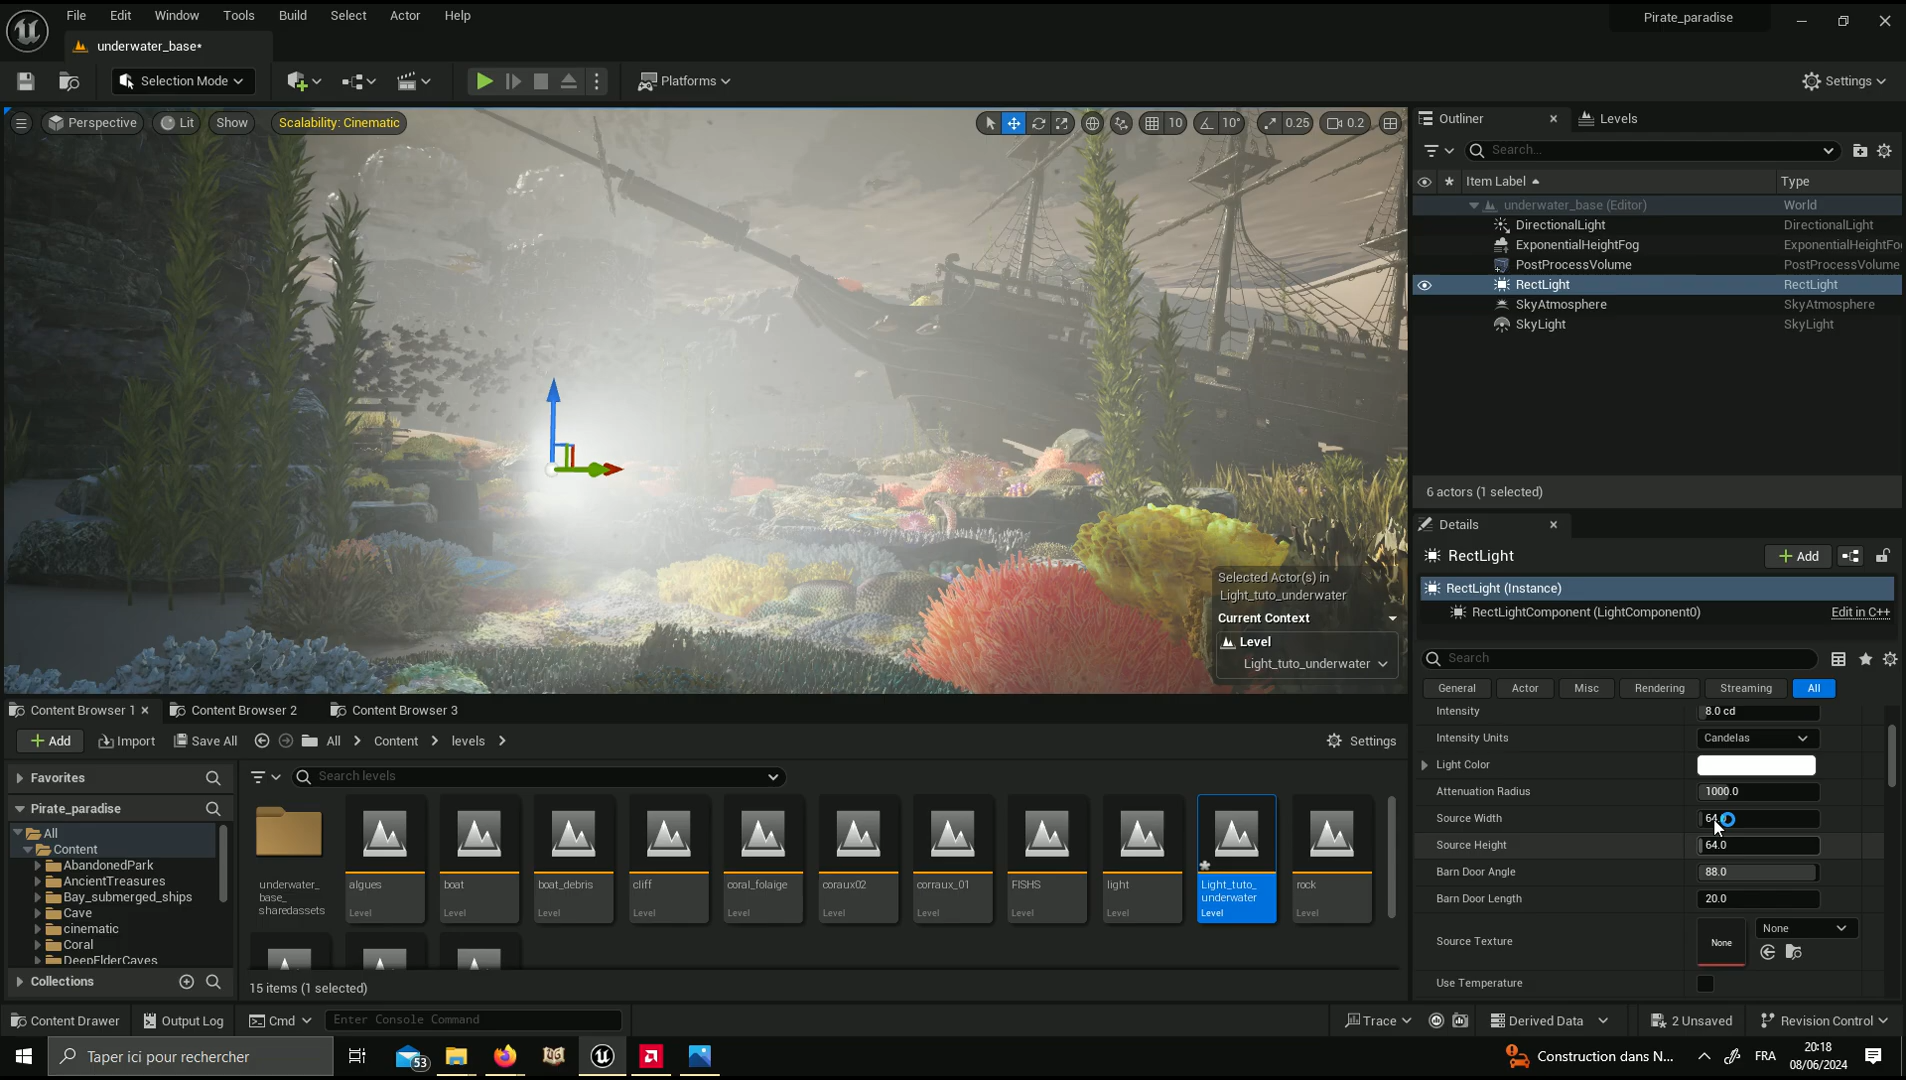 File Edit Window Tools Build Select Actor Help
Pirate_paradise
underwater_base*
Selection Mode
Platforms
Settings
Perspective Lit Show Scalability: Cinematic
10 10° 0.25 0.2
Outliner Levels
Search...
Item Label Type
underwater_base (Editor) World
DirectionalLight DirectionalLight
ExponentialHeightFog ExponentialHeightFo
PostProcessVolume PostProcessVolume
RectLight RectLight
SkyAtmosphere SkyAtmosphere
SkyLight SkyLight
6 actors (1 selected)
Details
RectLight
Add
RectLight (Instance)
RectLightComponent (LightComponent0) Edit in C++
Search
General Actor Misc Rendering Streaming All
Intensity 8.0 cd
Intensity Units Candelas
Light Color
Attenuation Radius 1000.0
Source Width 64
Source Height 64.0
Barn Door Angle 88.0
Barn Door Length 20.0
Source Texture None None
Use Temperature
Selected Actor(s) in
Light_tuto_underwater
Current Context
Level
Light_tuto_underwater
Content Browser 1 Content Browser 2 Content Browser 3
Add Import Save All All Content levels Settings
Favorites
Search levels
Pirate_paradise
All
Content
AbandonedPark
AncientTreasures
Bay_submerged_ships
Cave
cinematic
Coral
DeepElderCaves
Collections
underwater_
base_
sharedassets
algues
Level
boat
Level
boat_debris
Level
cliff
Level
coral_folaige
Level
coraux02
Level
corraux_01
Level
FISHS
Level
light
Level
Light_tuto_
underwater
Level
rock
Level
15 items (1 selected)
Content Drawer Output Log Cmd Enter Console Command Trace Derived Data 2 Unsaved Revision Control
Taper ici pour rechercher
53
Construction dans N...
FRA
20:18
08/06/2024